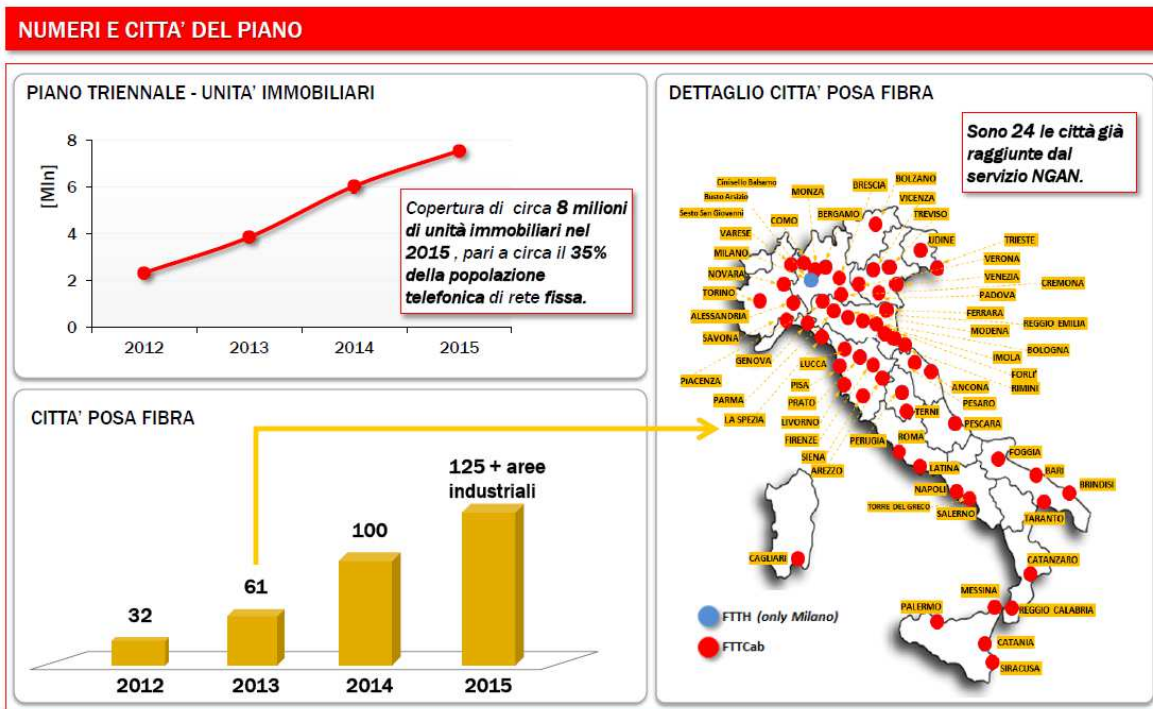 NUMERI E CITTA' DEL PIANO
PIANO TRIENNALE - UNITA' IMMOBILIARI
[Mln]
8
6
4
2
0
2012
2013
2014
2015
Copertura di circa 8 milioni
di unità immobiliari nel
2015 , pari a circa il 35%
della popolazione
telefonica di rete fissa.
CITTA' POSA FIBRA
32
61
100
125 + aree
industriali
2012
2013
2014
2015
DETTAGLIO CITTA' POSA FIBRA
Sono 24 le città già
raggiunte dal
servizio NGAN.
Cinisello Balsamo
Busto Arsizio
Sesto San Giovanni
VARESE
MILANO
NOVARA
TORINO
ALESSANDRIA
SAVONA
GENOVA
PIACENZA
PARMA
LA SPEZIA
COMO
MONZA
BERGAMO
BRESCIA
BOLZANO
VICENZA
TREVISO
UDINE
TRIESTE
VERONA
VENEZIA
CREMONA
PADOVA
FERRARA
REGGIO EMILIA
MODENA
BOLOGNA
IMOLA
FORLI'
RIMINI
ANCONA
PESARO
PESCARA
LUCCA
PISA
PRATO
LIVORNO
FIRENZE
SIENA
AREZZO
PERUGIA
TERNI
ROMA
LATINA
NAPOLI
TORRE DEL GRECO
SALERNO
FOGGIA
BARI
BRINDISI
TARANTO
CATANZARO
CAGLIARI
MESSINA
REGGIO CALABRIA
PALERMO
CATANIA
SIRACUSA
FTTH (only Milano)
FTTCab